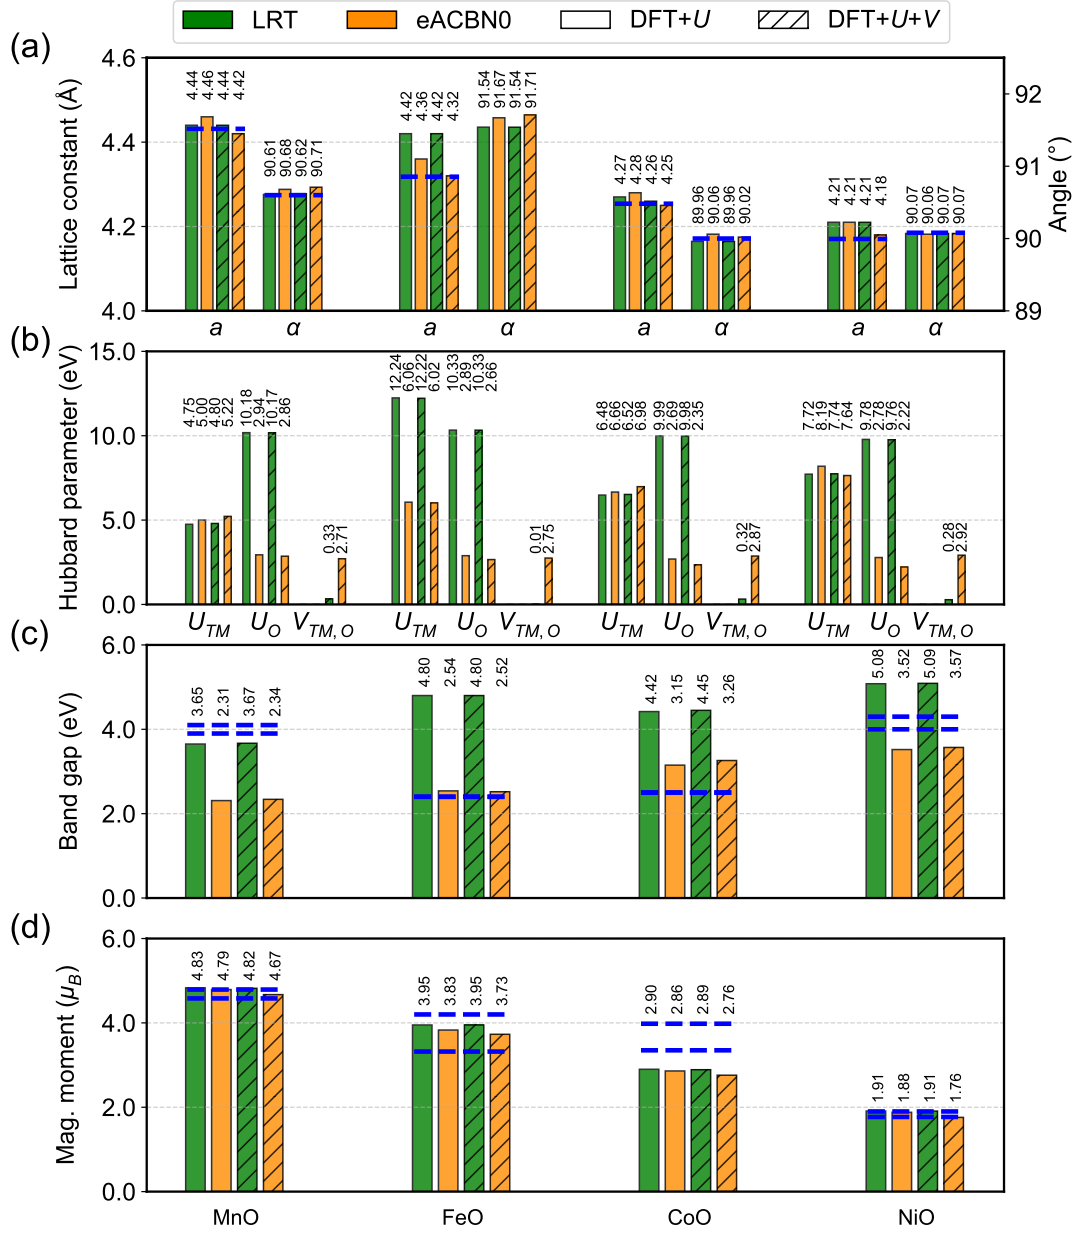 LRT eACBN0 DFT+U DFT+U+V
(a)
4.6
4.4
4.2
4.0
Lattice constant (Å)
92
91
90
89
Angle (°)
4.44 4.46 4.44 4.42
90.61 90.68 90.62 90.71
4.42 4.36 4.42 4.32
91.54 91.67 91.54 91.71
4.27 4.28 4.26 4.25
89.96 90.06 89.96 90.02
4.21 4.21 4.21 4.18
90.07 90.06 90.07 90.07
a α a α a α a α
(b)
15.0
10.0
5.0
0.0
Hubbard parameter (eV)
4.75 5.00 4.80 5.22
10.18 2.94 10.17 2.86
0.33 2.71
12.24 6.06 12.22 6.02
10.33 2.89 10.33 2.66
0.01 2.75
6.48 6.66 6.52 6.98
9.99 2.69 9.98 2.35
0.32 2.87
7.72 8.19 7.74 7.64
9.78 2.78 9.76 2.22
0.28 2.92
U_TM U_O V_TM,O U_TM U_O V_TM,O U_TM U_O V_TM,O U_TM U_O V_TM,O
(c)
6.0
4.0
2.0
0.0
Band gap (eV)
3.65 2.31 3.67 2.34
4.80 2.54 4.80 2.52
4.42 3.15 4.45 3.26
5.08 3.52 5.09 3.57
(d)
6.0
4.0
2.0
0.0
Mag. moment (μ_B)
4.83 4.79 4.82 4.67
3.95 3.83 3.95 3.73
2.90 2.86 2.89 2.76
1.91 1.88 1.91 1.76
MnO FeO CoO NiO